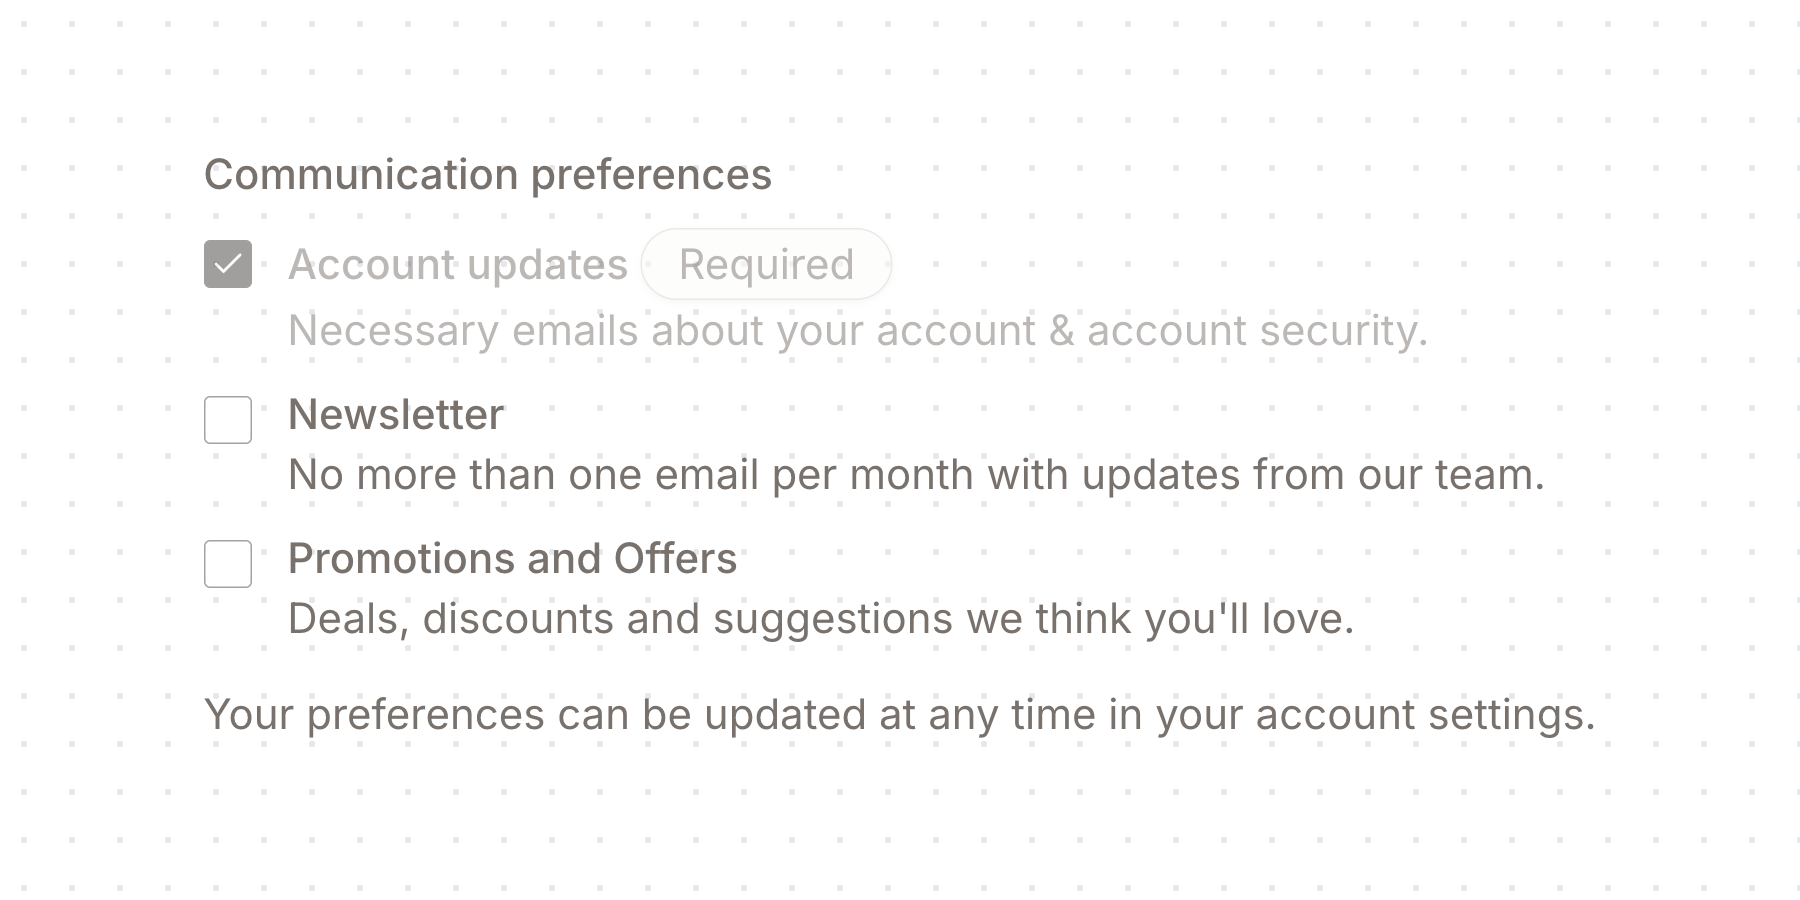 Communication preferences
Account updates Required
Necessary emails about your account & account security.
Newsletter
No more than one email per month with updates from our team.
Promotions and Offers
Deals, discounts and suggestions we think you'll love.
Your preferences can be updated at any time in your account settings.